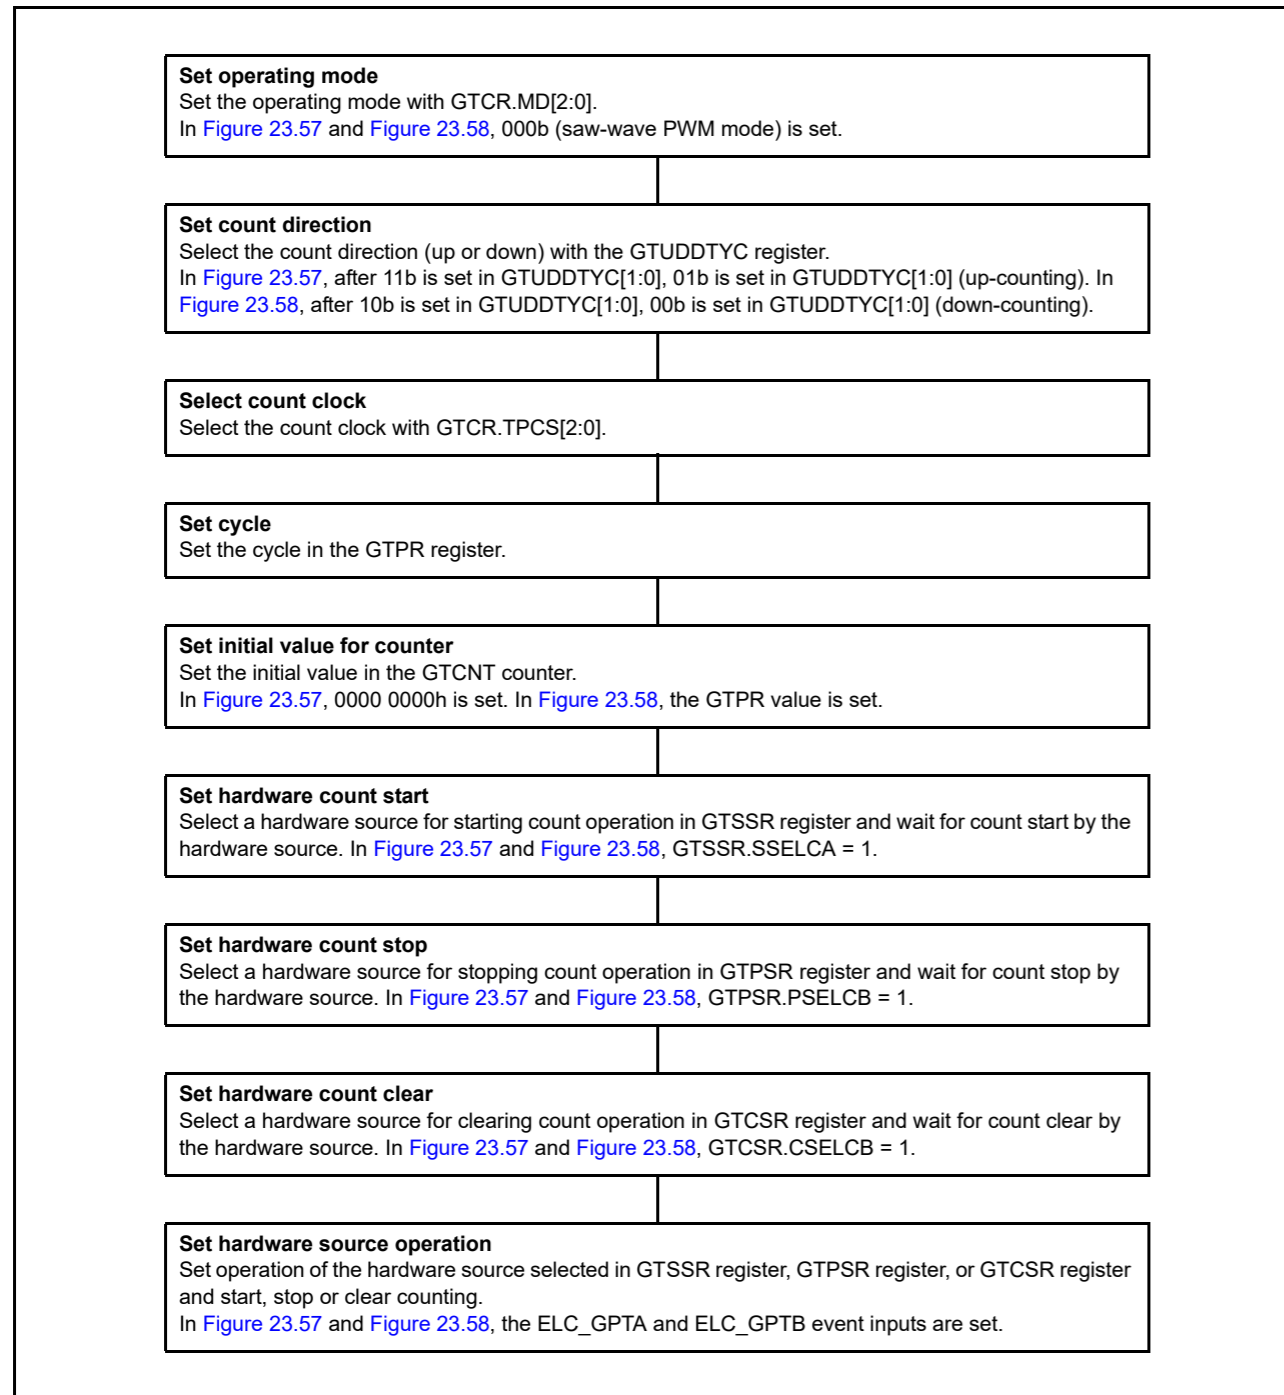 Set operating mode
Set the operating mode with GTCR.MD[2:0].
In Figure 23.57 and Figure 23.58, 000b (saw-wave PWM mode) is set.
Set count direction
Select the count direction (up or down) with the GTUDDTYC register.
In Figure 23.57, after 11b is set in GTUDDTYC[1:0], 01b is set in GTUDDTYC[1:0] (up-counting). In
Figure 23.58, after 10b is set in GTUDDTYC[1:0], 00b is set in GTUDDTYC[1:0] (down-counting).
Select count clock
Select the count clock with GTCR.TPCS[2:0].
Set cycle
Set the cycle in the GTPR register.
Set initial value for counter
Set the initial value in the GTCNT counter.
In Figure 23.57, 0000 0000h is set. In Figure 23.58, the GTPR value is set.
Set hardware count start
Select a hardware source for starting count operation in GTSSR register and wait for count start by the
hardware source. In Figure 23.57 and Figure 23.58, GTSSR.SSELCA = 1.
Set hardware count stop
Select a hardware source for stopping count operation in GTPSR register and wait for count stop by
the hardware source. In Figure 23.57 and Figure 23.58, GTPSR.PSELCB = 1.
Set hardware count clear
Select a hardware source for clearing count operation in GTCSR register and wait for count clear by
the hardware source. In Figure 23.57 and Figure 23.58, GTCSR.CSELCB = 1.
Set hardware source operation
Set operation of the hardware source selected in GTSSR register, GTPSR register, or GTCSR register
and start, stop or clear counting.
In Figure 23.57 and Figure 23.58, the ELC_GPTA and ELC_GPTB event inputs are set.